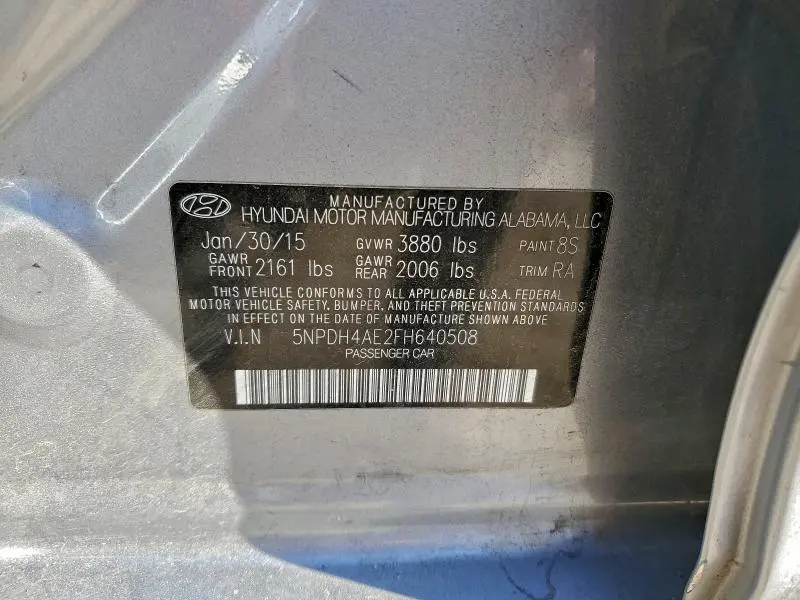 MANUFACTURED BY
HYUNDAI MOTOR MANUFACTURING ALABAMA, LLC
Jan/30/15 GVWR 3880 lbs PAINT 8S
GAWR FRONT 2161 lbs GAWR REAR 2006 lbs TRIM RA
THIS VEHICLE CONFORMS TO ALL APPLICABLE U.S.A. FEDERAL
MOTOR VEHICLE SAFETY, BUMPER, AND THEFT PREVENTION STANDARDS
IN EFFECT ON THE DATE OF MANUFACTURE SHOWN ABOVE
V.I.N 5NPDH4AE2FH640508
PASSENGER CAR